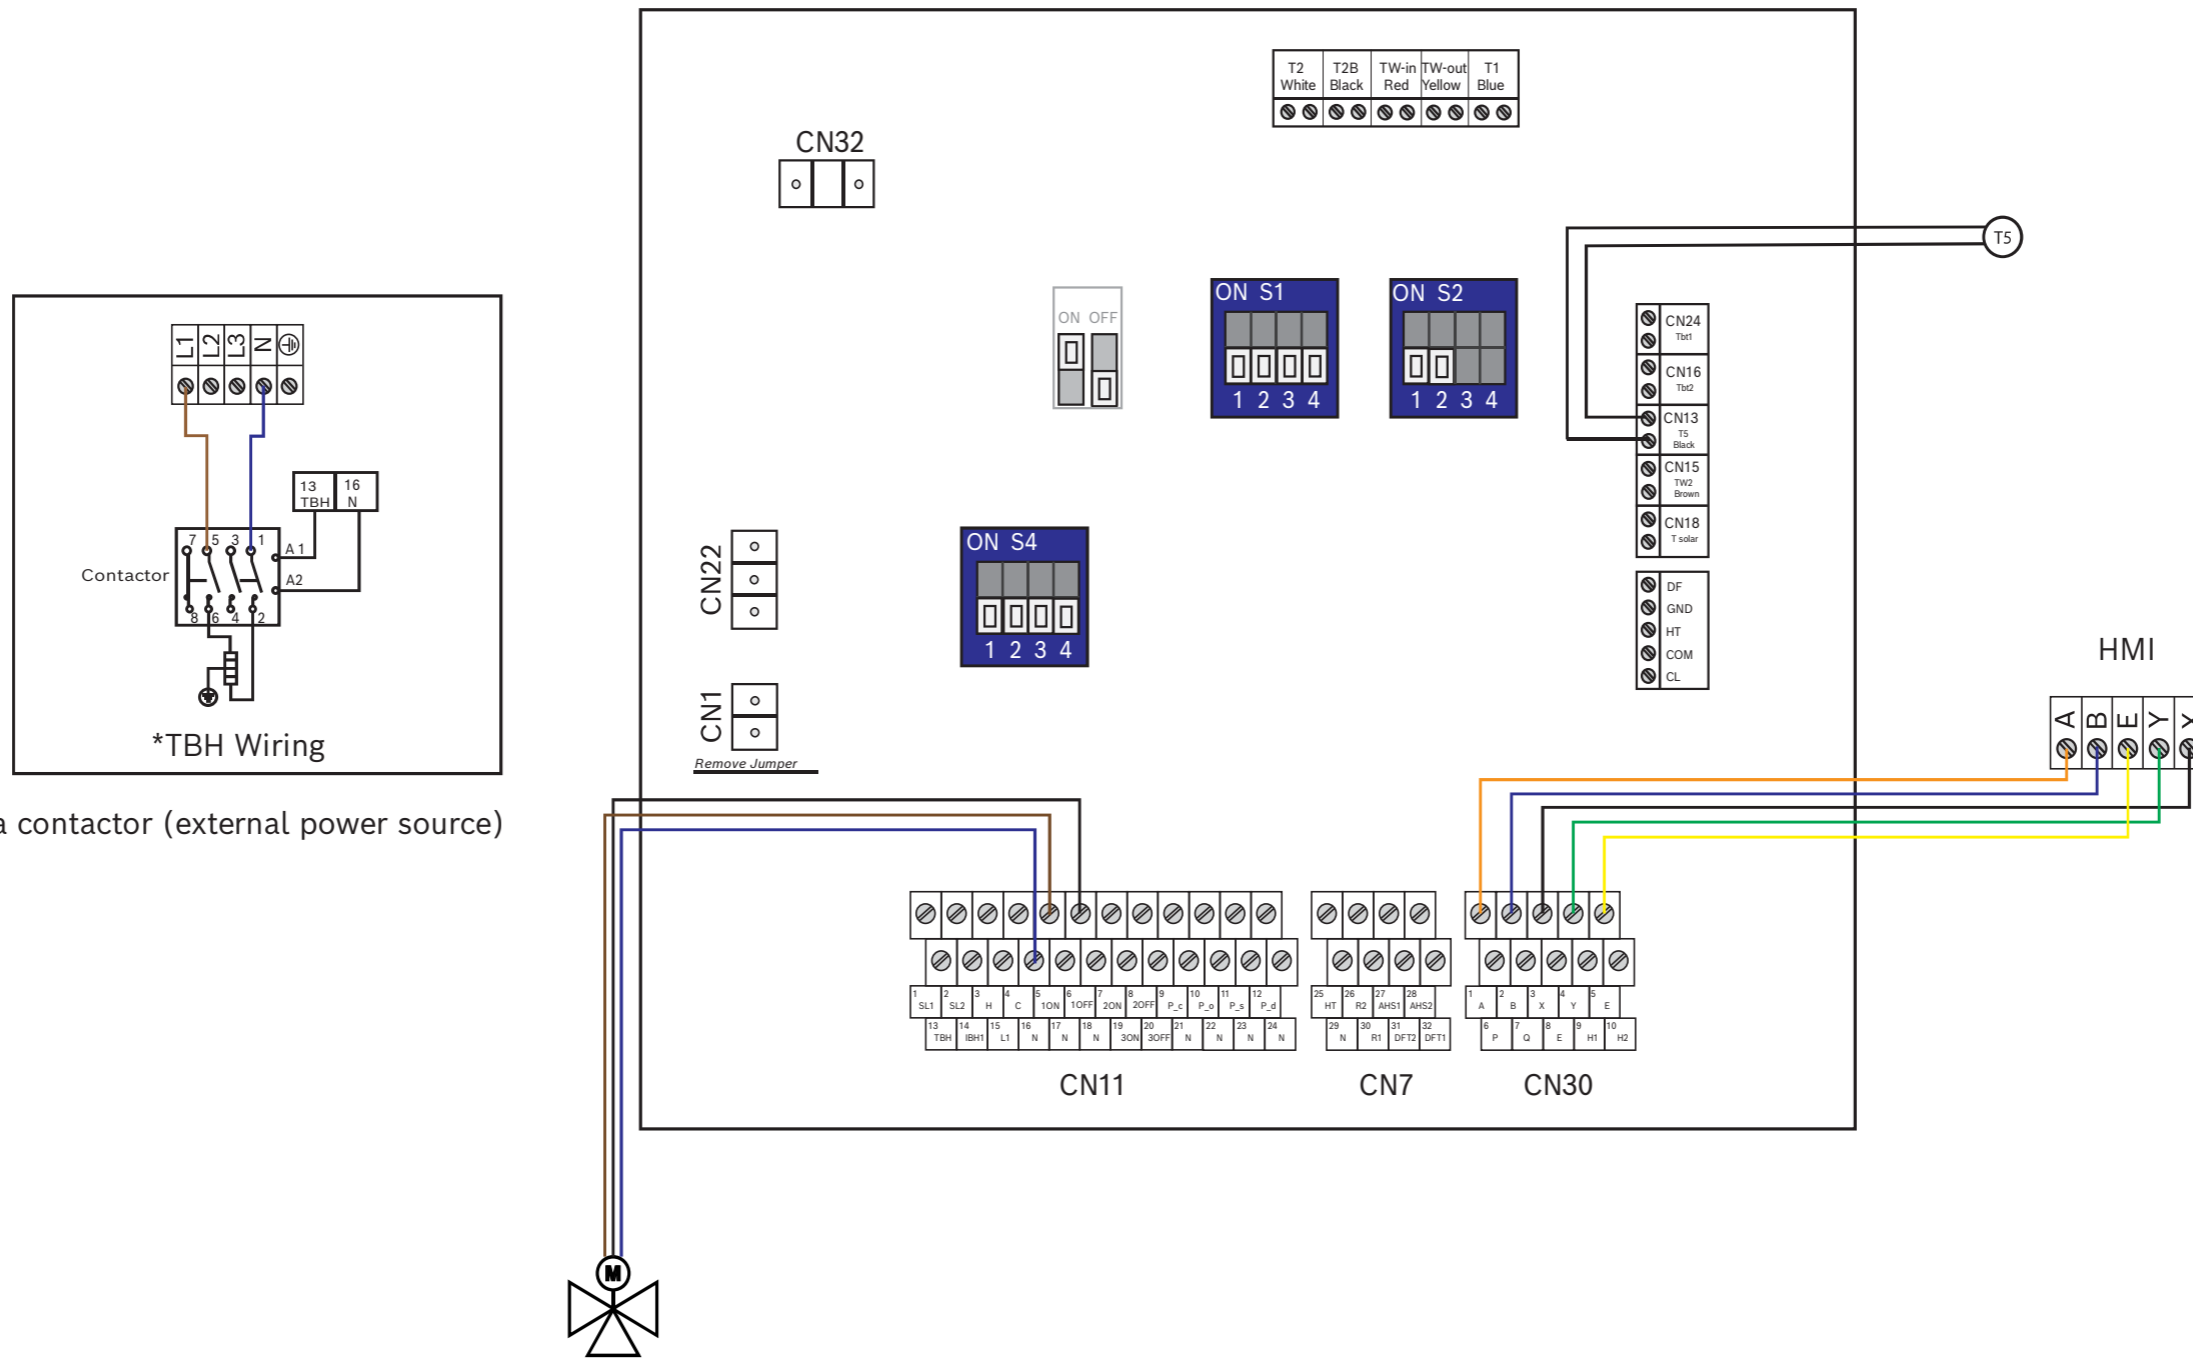 T2 T2B TW-in TW-out T1
White Black Red Yellow Blue
CN32
T5
ON OFF
ON S1
1 2 3 4
ON S2
1 2 3 4
L1 L2 L3 N
13 16
TBH N
7 5 3 1
A1
A2
Contactor
8 6 4 2
*TBH Wiring
a contactor (external power source)
CN24
Tbt1
CN16
Tbt2
CN13
T5
Black
CN15
TW2
Brown
CN18
T solar
DF
GND
HT
COM
CL
CN22
ON S4
1 2 3 4
CN1
Remove Jumper
HMI
A B E Y X
1 2 3 4 5 6 7 8 9 10 11 12
SL1 SL2 H C 1ON 1OFF 2ON 2OFF P_c P_o P_s P_d
13 14 15 16 17 18 19 20 21 22 23 24
TBH IBH1 L1 N N N 3ON 3OFF N N N N
CN11
25 26 27 28
HT R2 AHS1 AHS2
29 30 31 32
N R1 DFT2 DFT1
CN7
1 2 3 4 5
A B X Y E
6 7 8 9 10
P Q E H1 H2
CN30
M